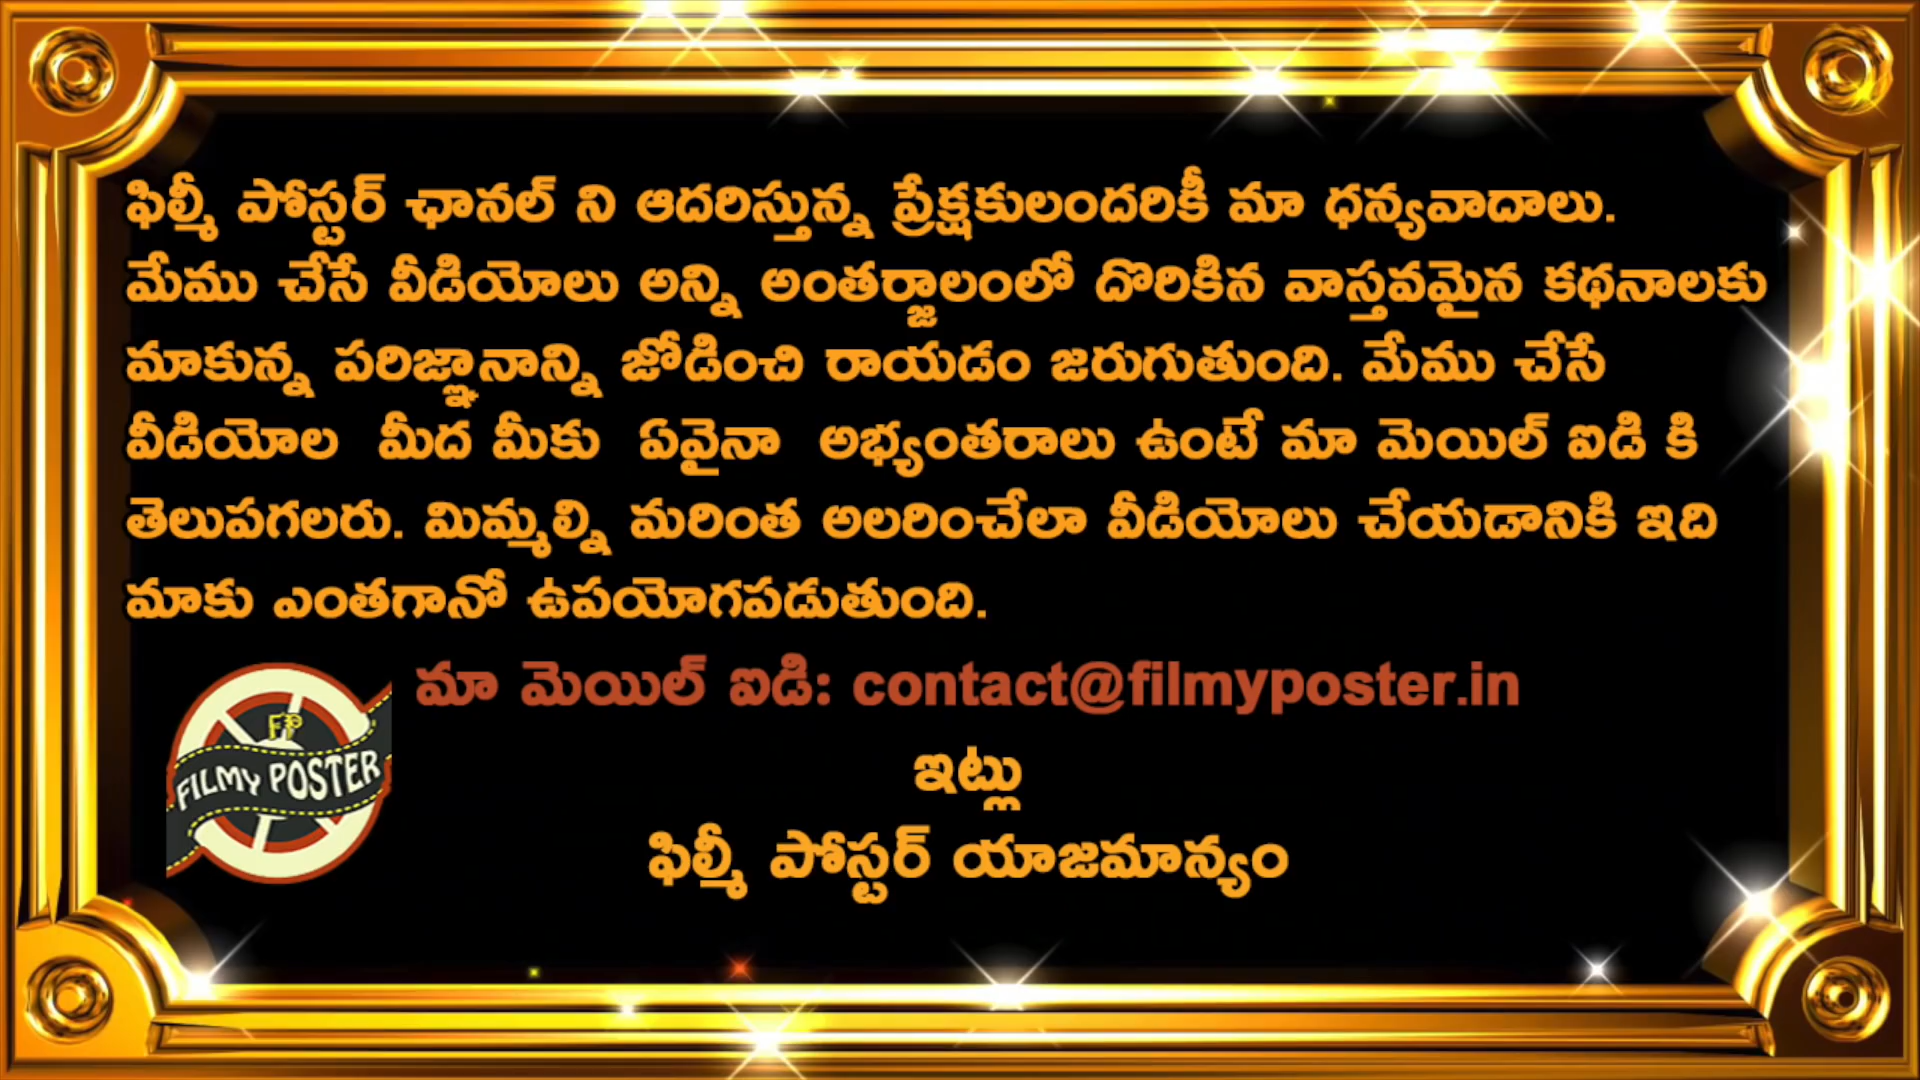 ఫిల్మీ పోస్టర్ ఛానల్ ని ఆదరిస్తున్న ప్రేక్షకులందరికీ మా ధన్యవాదాలు.
మేము చేసే వీడియోలు అన్ని అంతర్జాలంలో దొరికిన వాస్తవమైన కథనాలకు
మాకున్న పరిజ్ఞానాన్ని జోడించి రాయడం జరుగుతుంది. మేము చేసే
వీడియోల మీద మీకు ఏవైనా అభ్యంతరాలు ఉంటే మా మెయిల్ ఐడి కి
తెలుపగలరు. మిమ్మల్ని మరింత అలరించేలా వీడియోలు చేయడానికి ఇది
మాకు ఎంతగానో ఉపయోగపడుతుంది.
మా మెయిల్ ఐడి: contact@filmyposter.in
FP
FILMY POSTER
ఇట్లు
ఫిల్మీ పోస్టర్ యాజమాన్యం